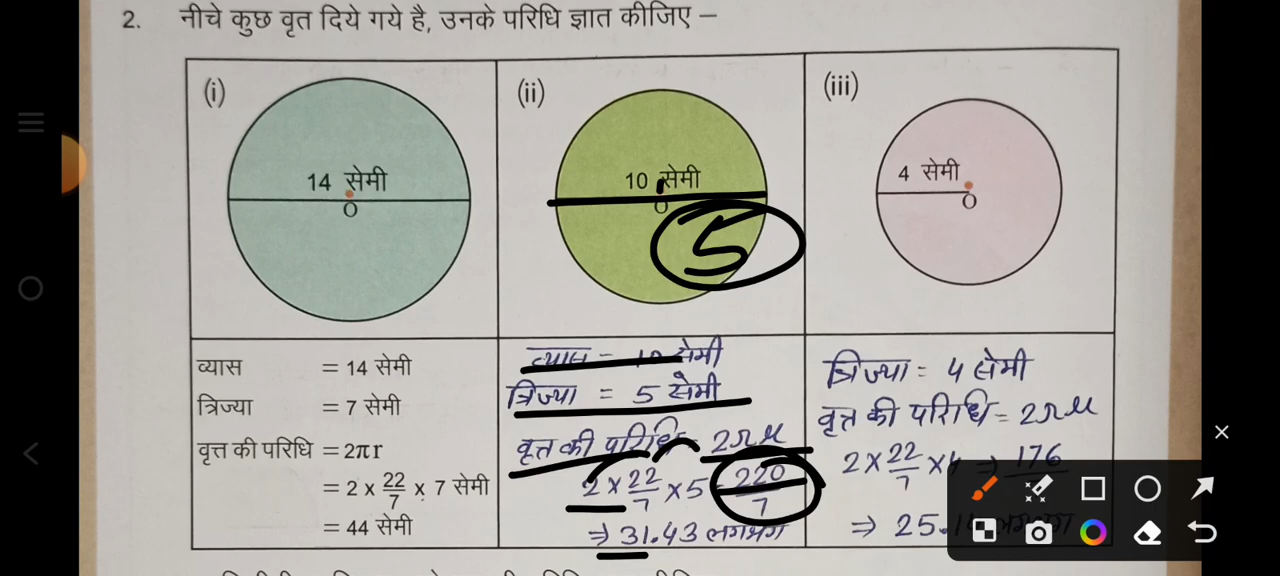 2. नीचे कुछ वृत दिये गये है, उनके परिधि ज्ञात कीजिए –
(i)
14 सेमी
O
(ii)
10 सेमी
O
5
(iii)
4 सेमी
O
व्यास = 14 सेमी
त्रिज्या = 7 सेमी
वृत्त की परिधि = 2πr
= 2 x 22/7 x 7 सेमी
= 44 सेमी
व्यास = 10 सेमी
त्रिज्या = 5 सेमी
वृत्त की परिधि = 2πr
2 × 22/7 × 5 = 220/7
⇒ 31.43 लगभग
त्रिज्या = 4 सेमी
वृत्त की परिधि = 2πr
2 × 22/7 × 4 ⇒ 176
⇒ 25.